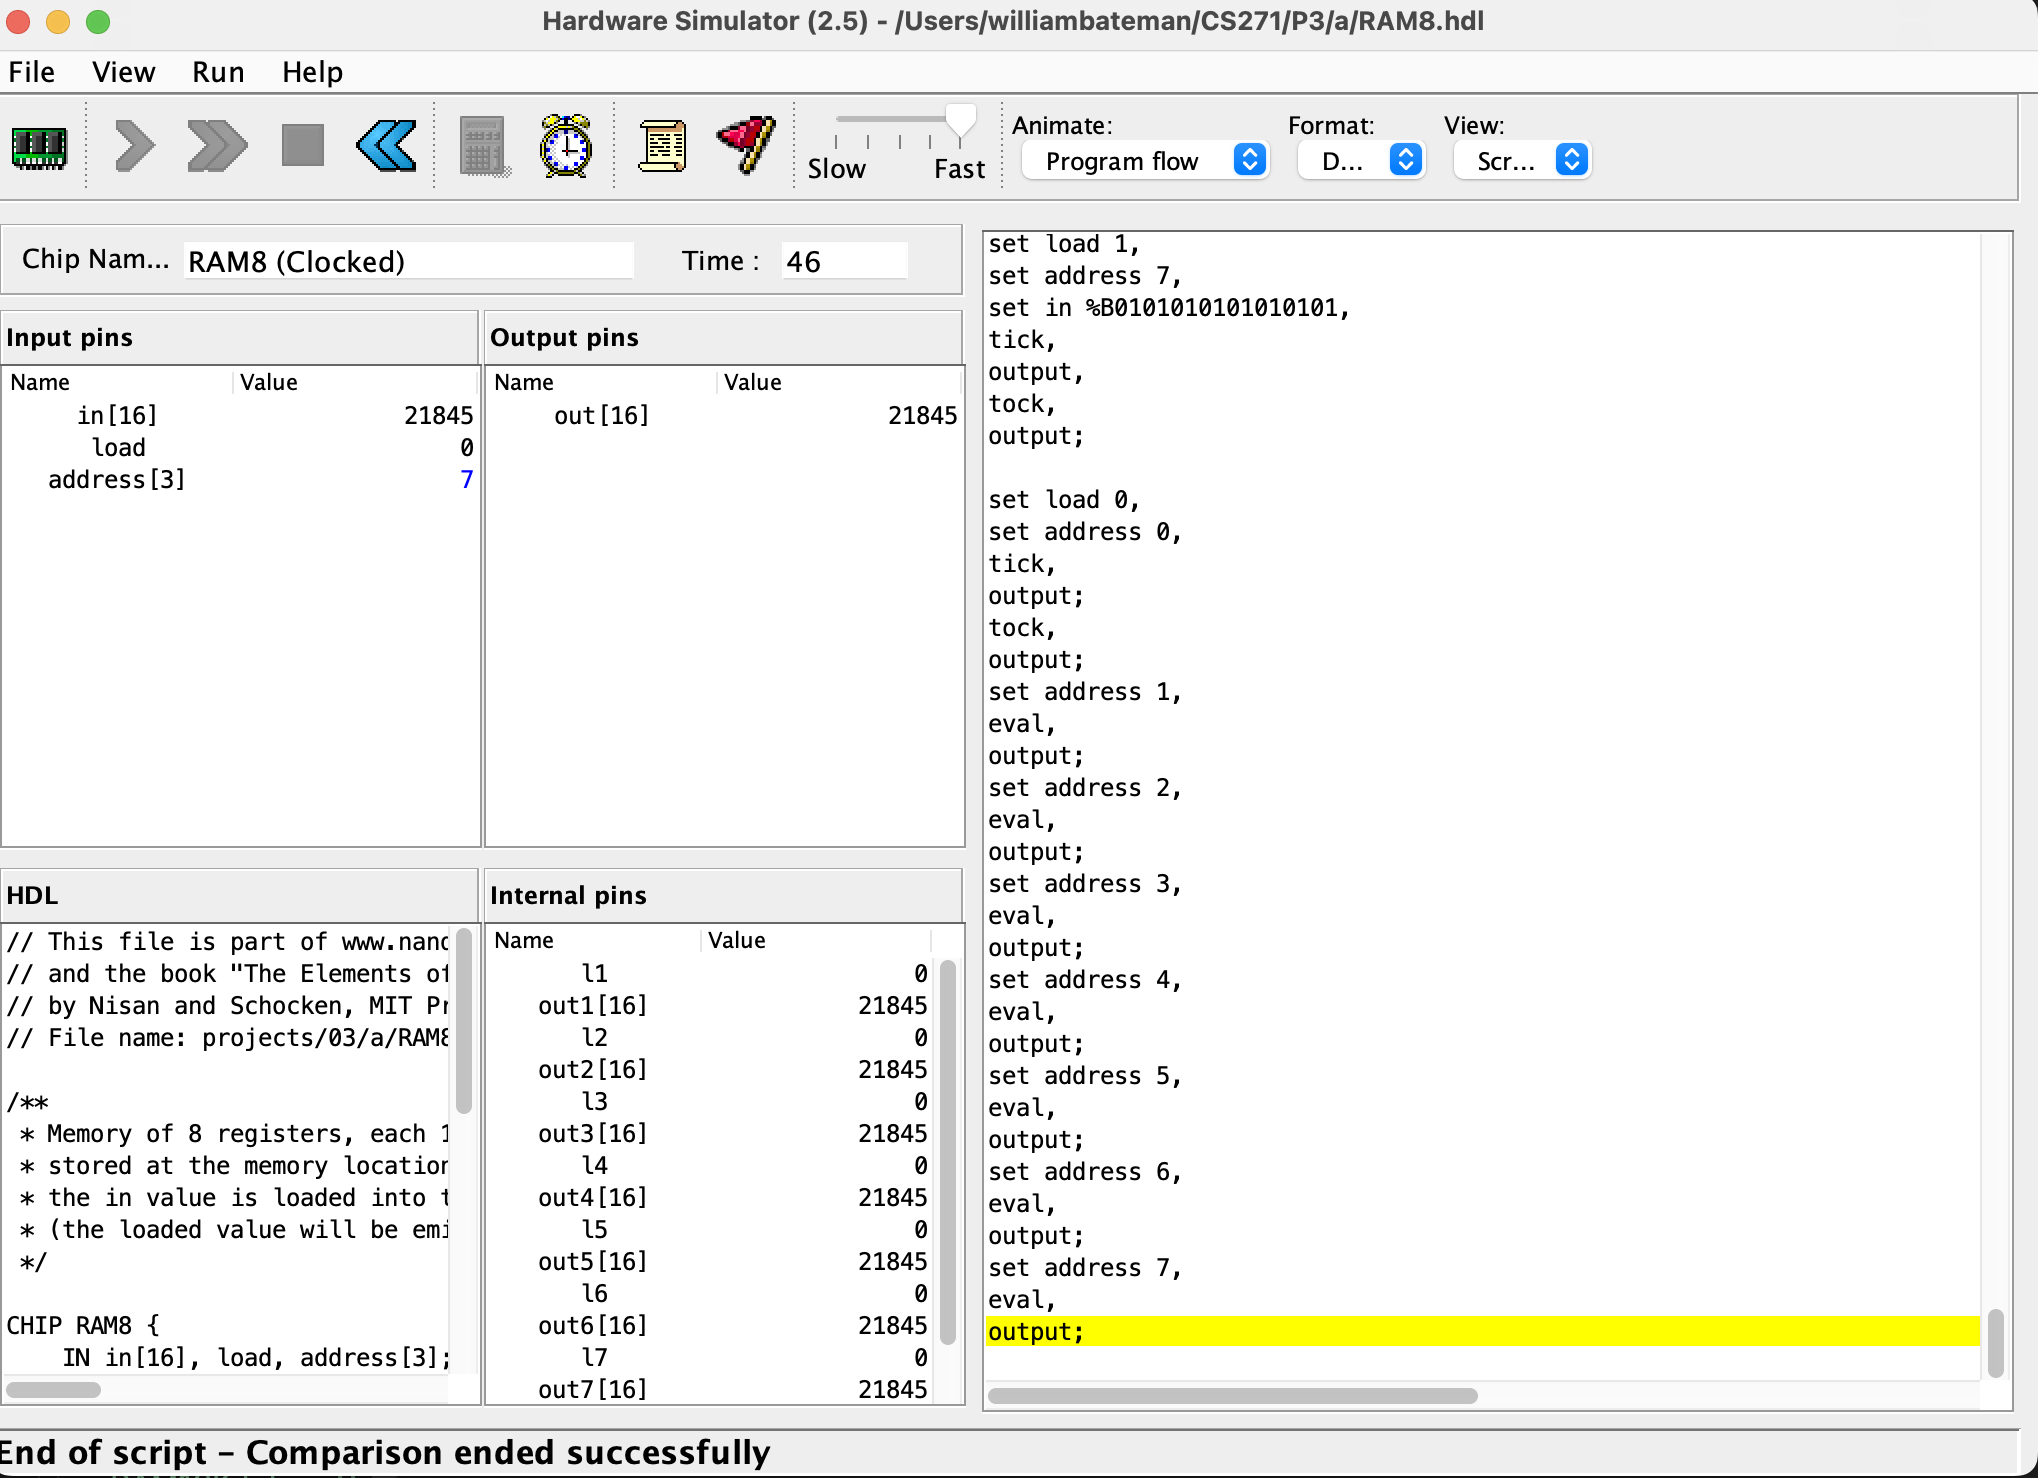 Hardware Simulator (2.5) - /Users/williambateman/CS271/P3/a/RAM8.hdl
File View Run Help
Slow Fast
Animate: Format: View:
Program flow D... Scr...
Chip Nam... RAM8 (Clocked) Time : 46
Input pins
Name Value
in[16] 21845
load 0
address[3] 7
Output pins
Name Value
out[16] 21845
HDL
// This file is part of www.nanc
// and the book "The Elements of
// by Nisan and Schocken, MIT Pr
// File name: projects/03/a/RAM8
/**
* Memory of 8 registers, each 1
* stored at the memory location
* the in value is loaded into t
* (the loaded value will be emi
*/
CHIP RAM8 {
IN in[16], load, address[3];
Internal pins
Name Value
l1 0
out1[16] 21845
l2 0
out2[16] 21845
l3 0
out3[16] 21845
l4 0
out4[16] 21845
l5 0
out5[16] 21845
l6 0
out6[16] 21845
l7 0
out7[16] 21845
set load 1,
set address 7,
set in %B0101010101010101,
tick,
output,
tock,
output;
set load 0,
set address 0,
tick,
output;
tock,
output;
set address 1,
eval,
output;
set address 2,
eval,
output;
set address 3,
eval,
output;
set address 4,
eval,
output;
set address 5,
eval,
output;
set address 6,
eval,
output;
set address 7,
eval,
output;
End of script - Comparison ended successfully